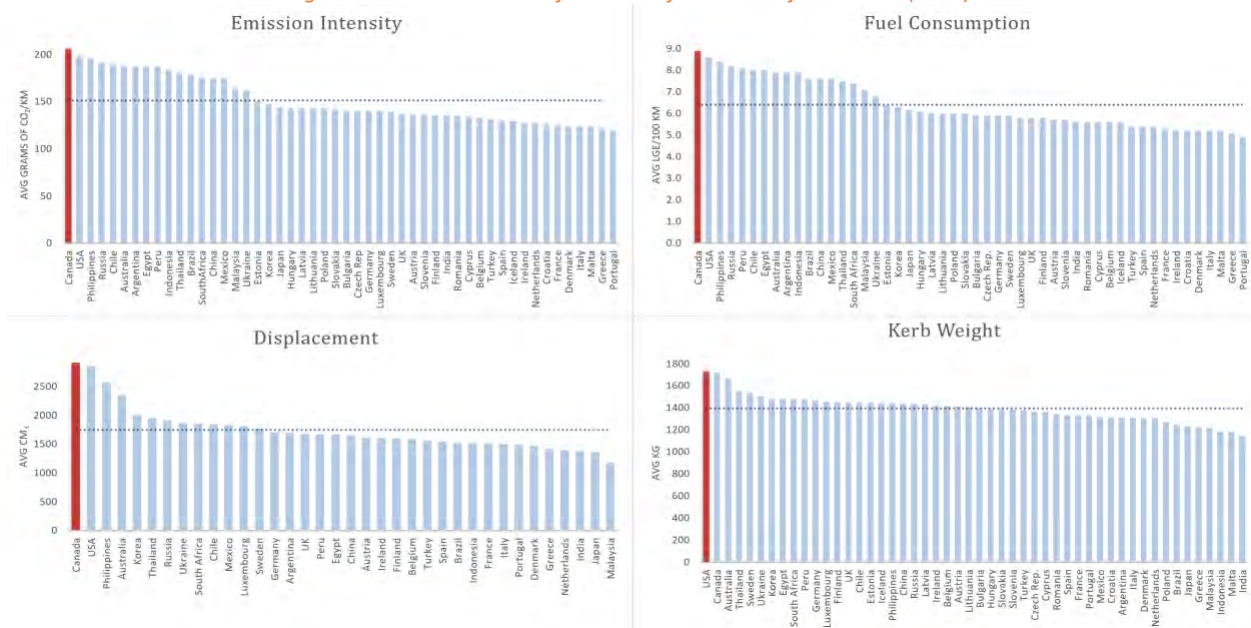 Emission Intensity
AVG GRAMS OF CO₂/KM
200
150
100
50
0
Canada
USA
Philippines
Russia
Chile
Australia
Argentina
Egypt
Peru
Indonesia
Thailand
Brazil
SouthAfrica
China
Mexico
Malaysia
Ukraine
Estonia
Korea
Japan
Hungary
Latvia
Lithuania
Poland
Slovakia
Bulgaria
Czech Rep
Germany
Luxembourg
Sweden
UK
Austria
Slovenia
Finland
India
Romania
Cyprus
Belgium
Turkey
Spain
Iceland
Ireland
Netherlands
Croatia
France
Denmark
Italy
Malta
Greece
Portugal
Fuel Consumption
AVG LGE/100 KM
9.0
8.0
7.0
6.0
5.0
4.0
3.0
2.0
1.0
0.0
Canada
USA
Philippines
Russia
Peru
Chile
Egypt
Australia
Argentina
Indonesia
Brazil
China
Mexico
Thailand
South Africa
Malaysia
Ukraine
Estonia
Korea
Japan
Hungary
Latvia
Lithuania
Poland
Slovakia
Bulgaria
Czech Rep.
Germany
Sweden
Luxembourg
UK
Finland
Austria
Slovenia
India
Romania
Cyprus
Belgium
Iceland
Turkey
Spain
Netherlands
France
Ireland
Croatia
Denmark
Italy
Malta
Greece
Portugal
Displacement
AVG CM₃
2500
2000
1500
1000
500
0
Canada
USA
Philippines
Australia
Korea
Thailand
Russia
Ukraine
South Africa
Chile
Mexico
Luxembourg
Sweden
Germany
Argentina
UK
Peru
Egypt
China
Austria
Ireland
Finland
Belgium
Turkey
Spain
Brazil
Indonesia
France
Italy
Portugal
Denmark
Greece
Netherlands
India
Japan
Malaysia
Kerb Weight
AVG KG
1800
1600
1400
1200
1000
800
600
400
200
0
USA
Canada
Australia
Thailand
Sweden
Ukraine
Korea
Egypt
South Africa
Peru
Germany
Luxembourg
Finland
UK
Chile
Estonia
Iceland
Philippines
China
Russia
Latvia
Ireland
Belgium
Austria
Lithuania
Bulgaria
Hungary
Slovakia
Slovenia
Turkey
Czech Rep.
Cyprus
Romania
Spain
France
Portugal
Mexico
Croatia
Argentina
Italy
Denmark
Netherlands
Poland
Brazil
Japan
Greece
Malaysia
Indonesia
Malta
India